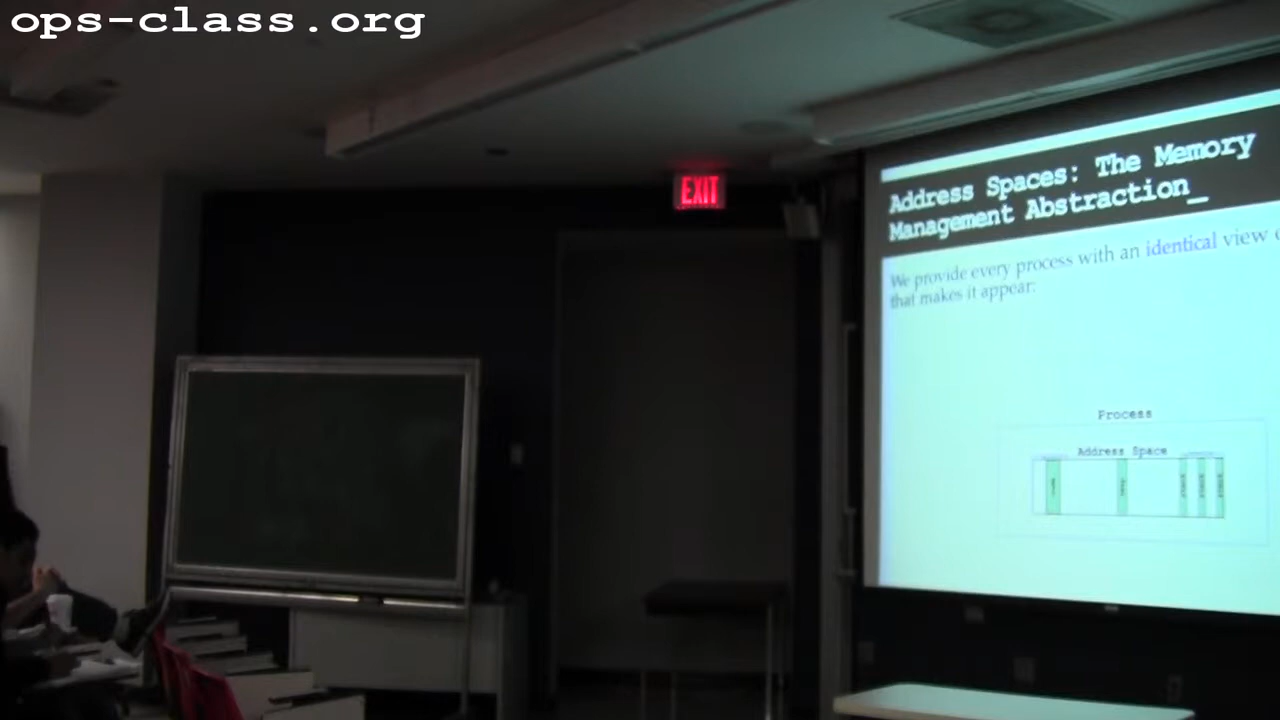 ops-class.org
EXIT
Address Spaces: The Memory
Management Abstraction_
We provide every process with an identical view
that makes it appear:
Process
Address Space